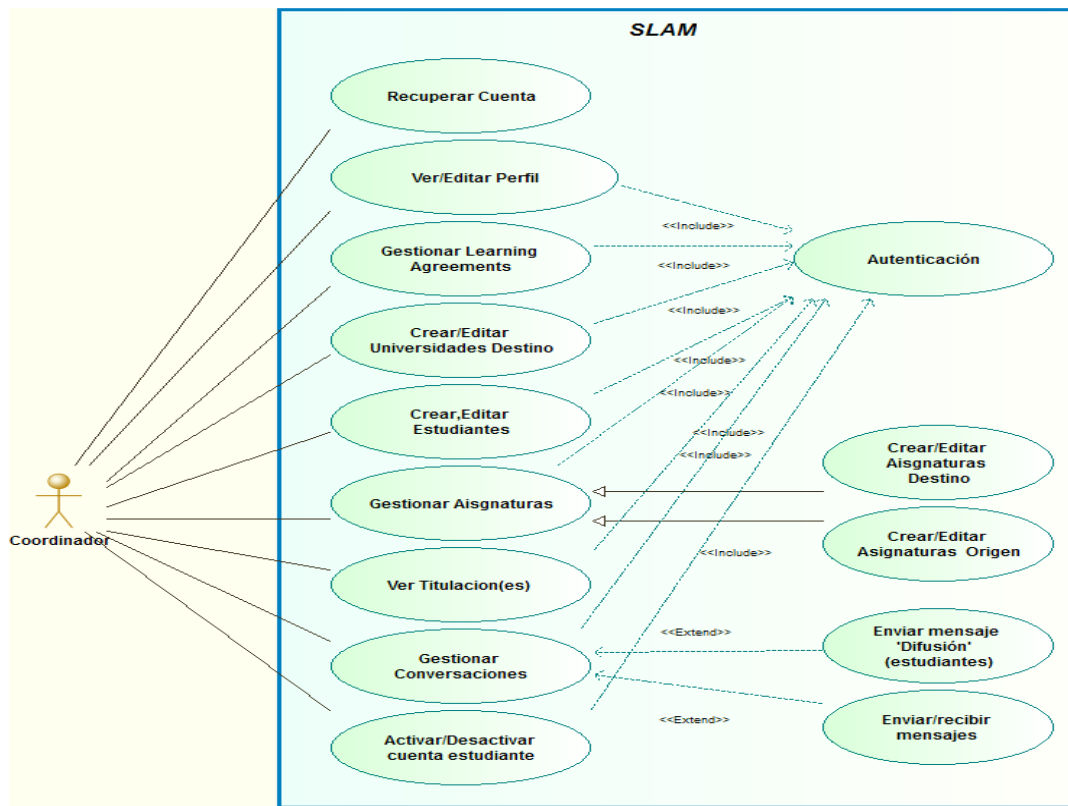 SLAM
Recuperar Cuenta
Ver/Editar Perfil
<<Include>>
Gestionar Learning
Agreements
Autenticación
<<Include>>
<<Include>>
Crear/Editar
Universidades Destino
<<Include>>
<<Include>>
Crear,Editar
Estudiantes
<<Include>>
<<Include>>
Crear/Editar
Aisgnaturas
Destino
Gestionar Aisgnaturas
Coordinador
Crear/Editar
Asignaturas Origen
<<Include>>
Ver Titulacion(es)
<<Extend>>
Enviar mensaje
'Difusión'
(estudiantes)
Gestionar
Conversaciones
<<Extend>>
Enviar/recibir
mensajes
Activar/Desactivar
cuenta estudiante